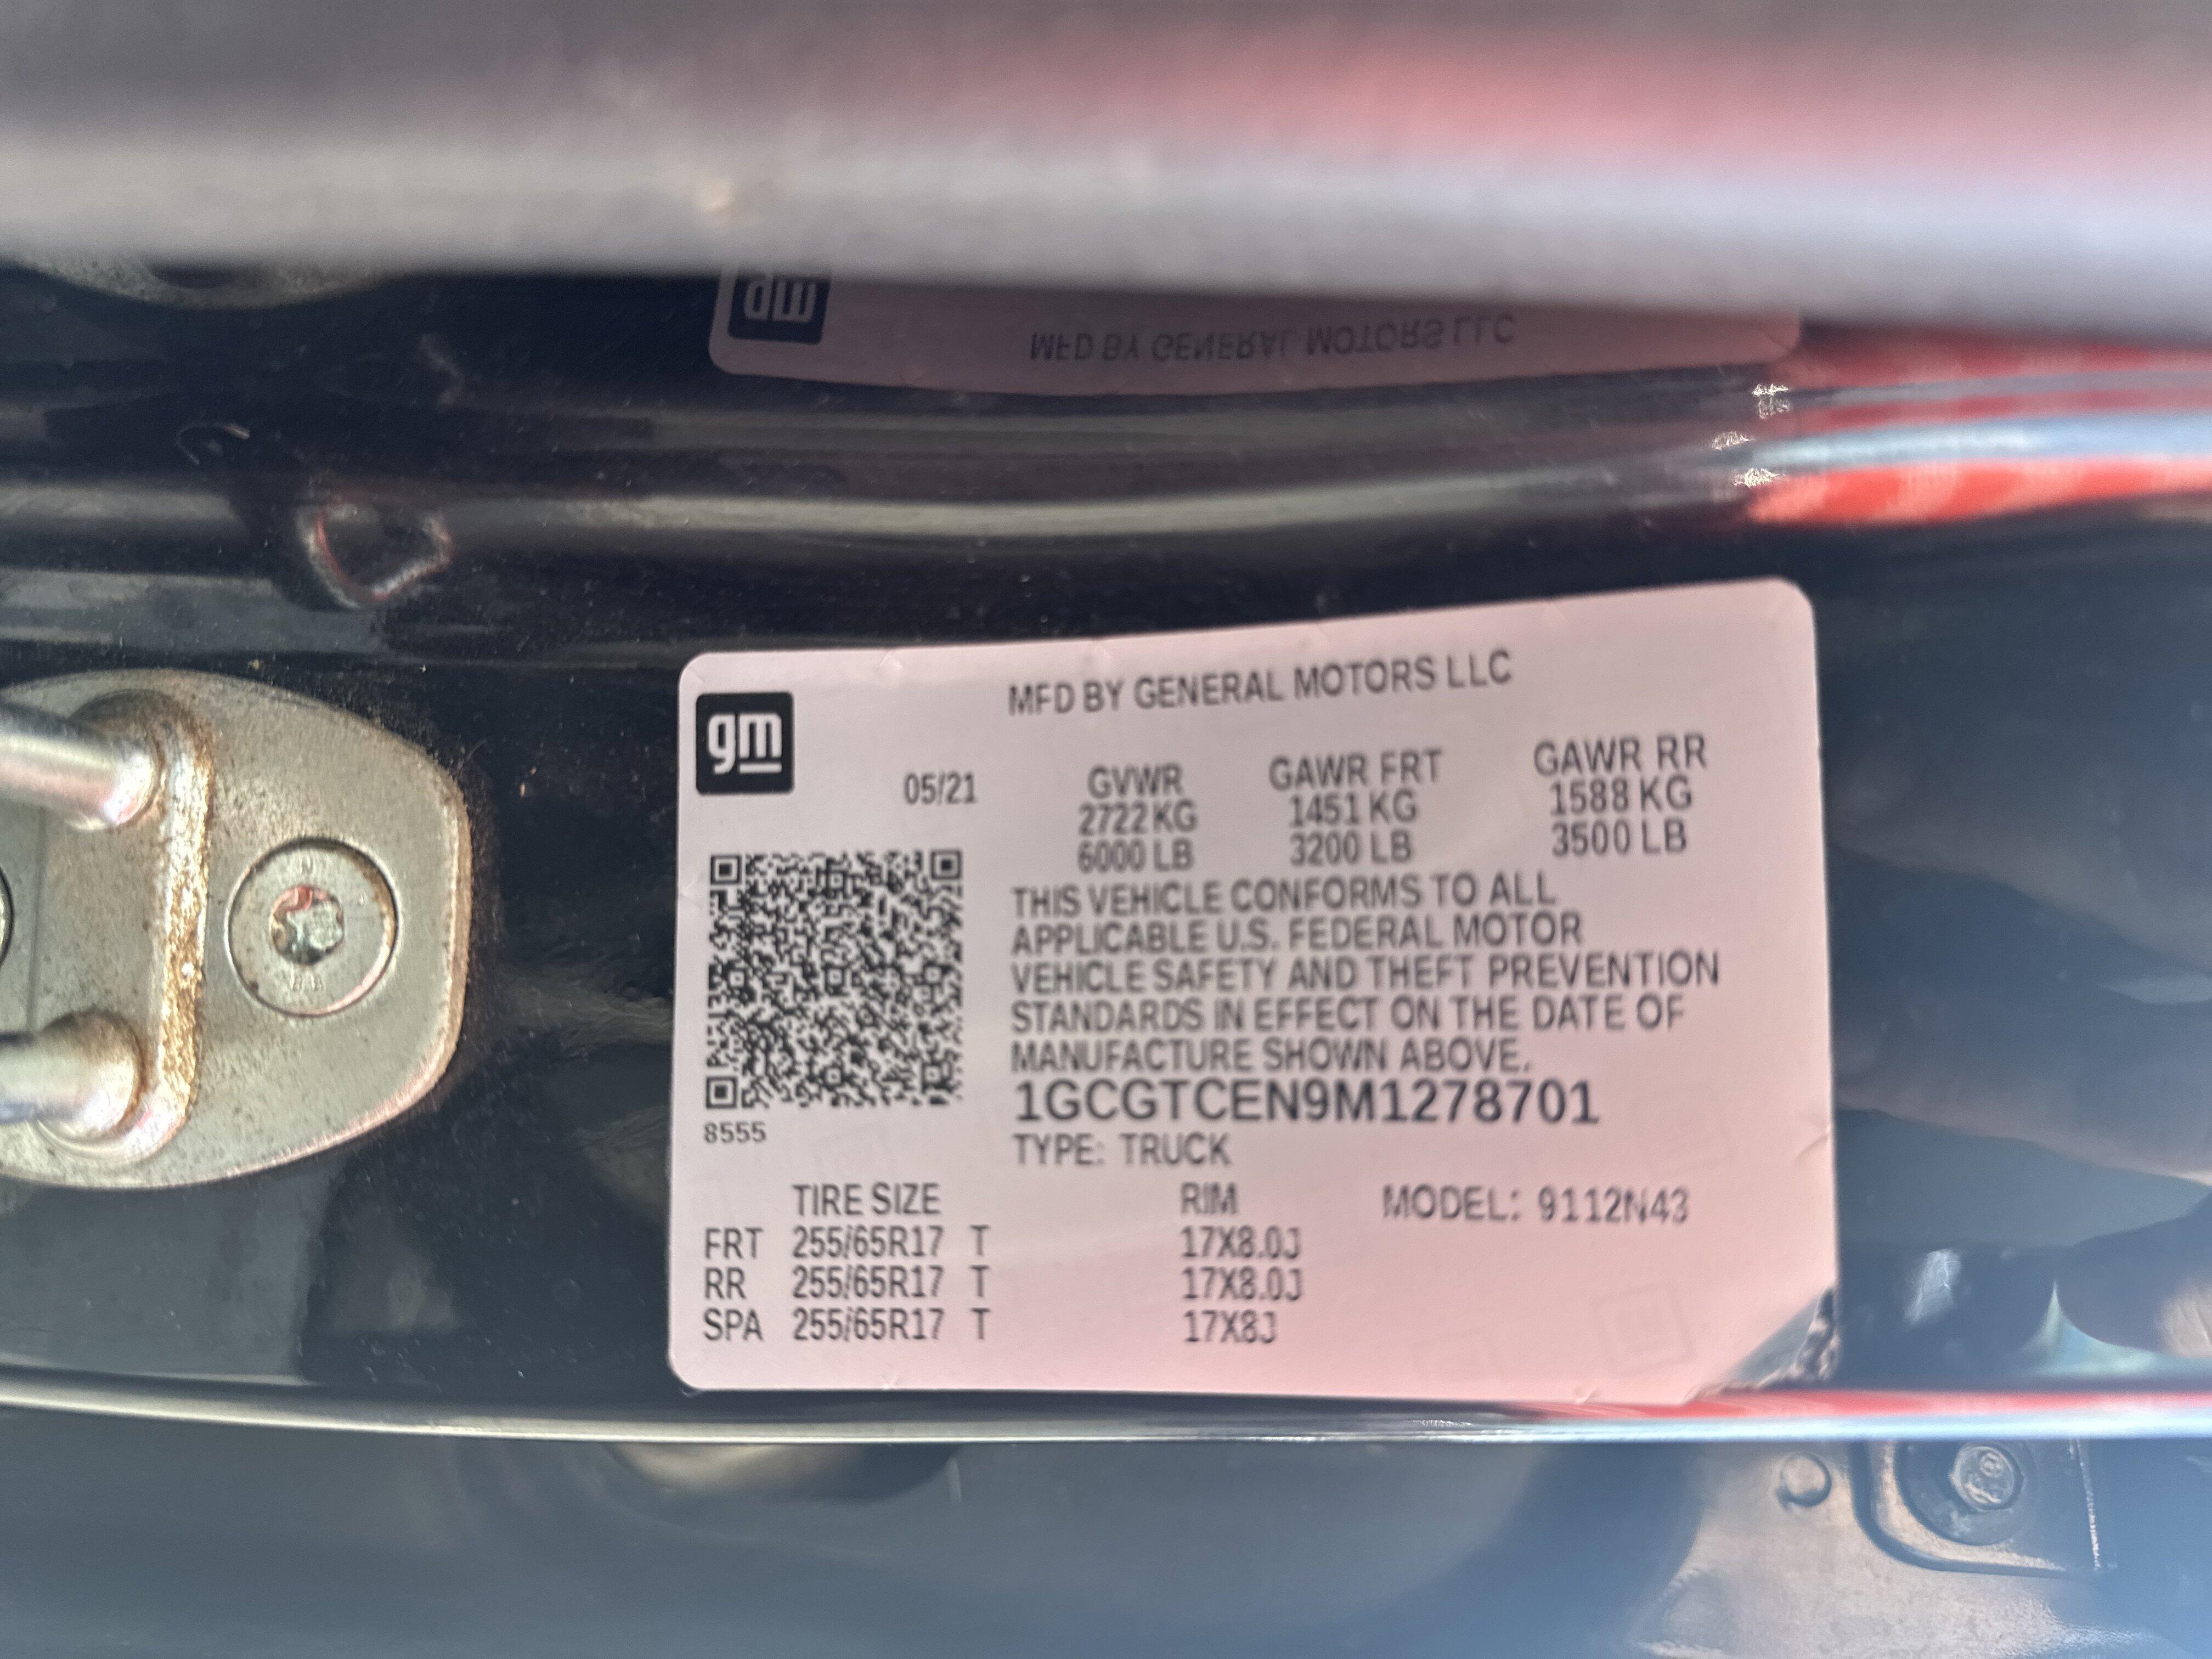 MFD BY GENERAL MOTORS LLC
gm
MFD BY GENERAL MOTORS LLC
05/21
GVWR GAWR FRT GAWR RR
2722 KG 1451 KG 1588 KG
6000 LB 3200 LB 3500 LB
THIS VEHICLE CONFORMS TO ALL
APPLICABLE U.S. FEDERAL MOTOR
VEHICLE SAFETY AND THEFT PREVENTION
STANDARDS IN EFFECT ON THE DATE OF
MANUFACTURE SHOWN ABOVE.
1GCGTCEN9M1278701
8555
TYPE: TRUCK
TIRE SIZE RIM MODEL: 9112N43
FRT 255/65R17 T 17X8.0J
RR 255/65R17 T 17X8.0J
SPA 255/65R17 T 17X8J